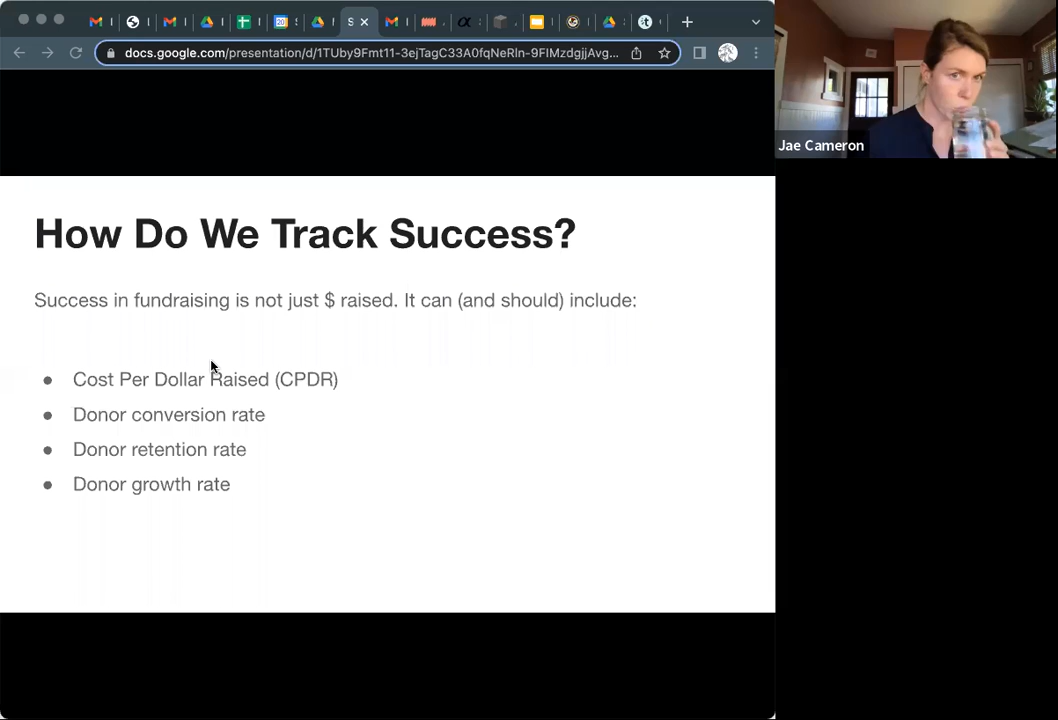 docs.google.com/presentation/d/1TUby9Fmt11-3ejTagC33A0fqNeRln-9FIMzdgjjAvg...
Jae Cameron
How Do We Track Success?
Success in fundraising is not just $ raised. It can (and should) include:
● Cost Per Dollar Raised (CPDR)
● Donor conversion rate
● Donor retention rate
● Donor growth rate